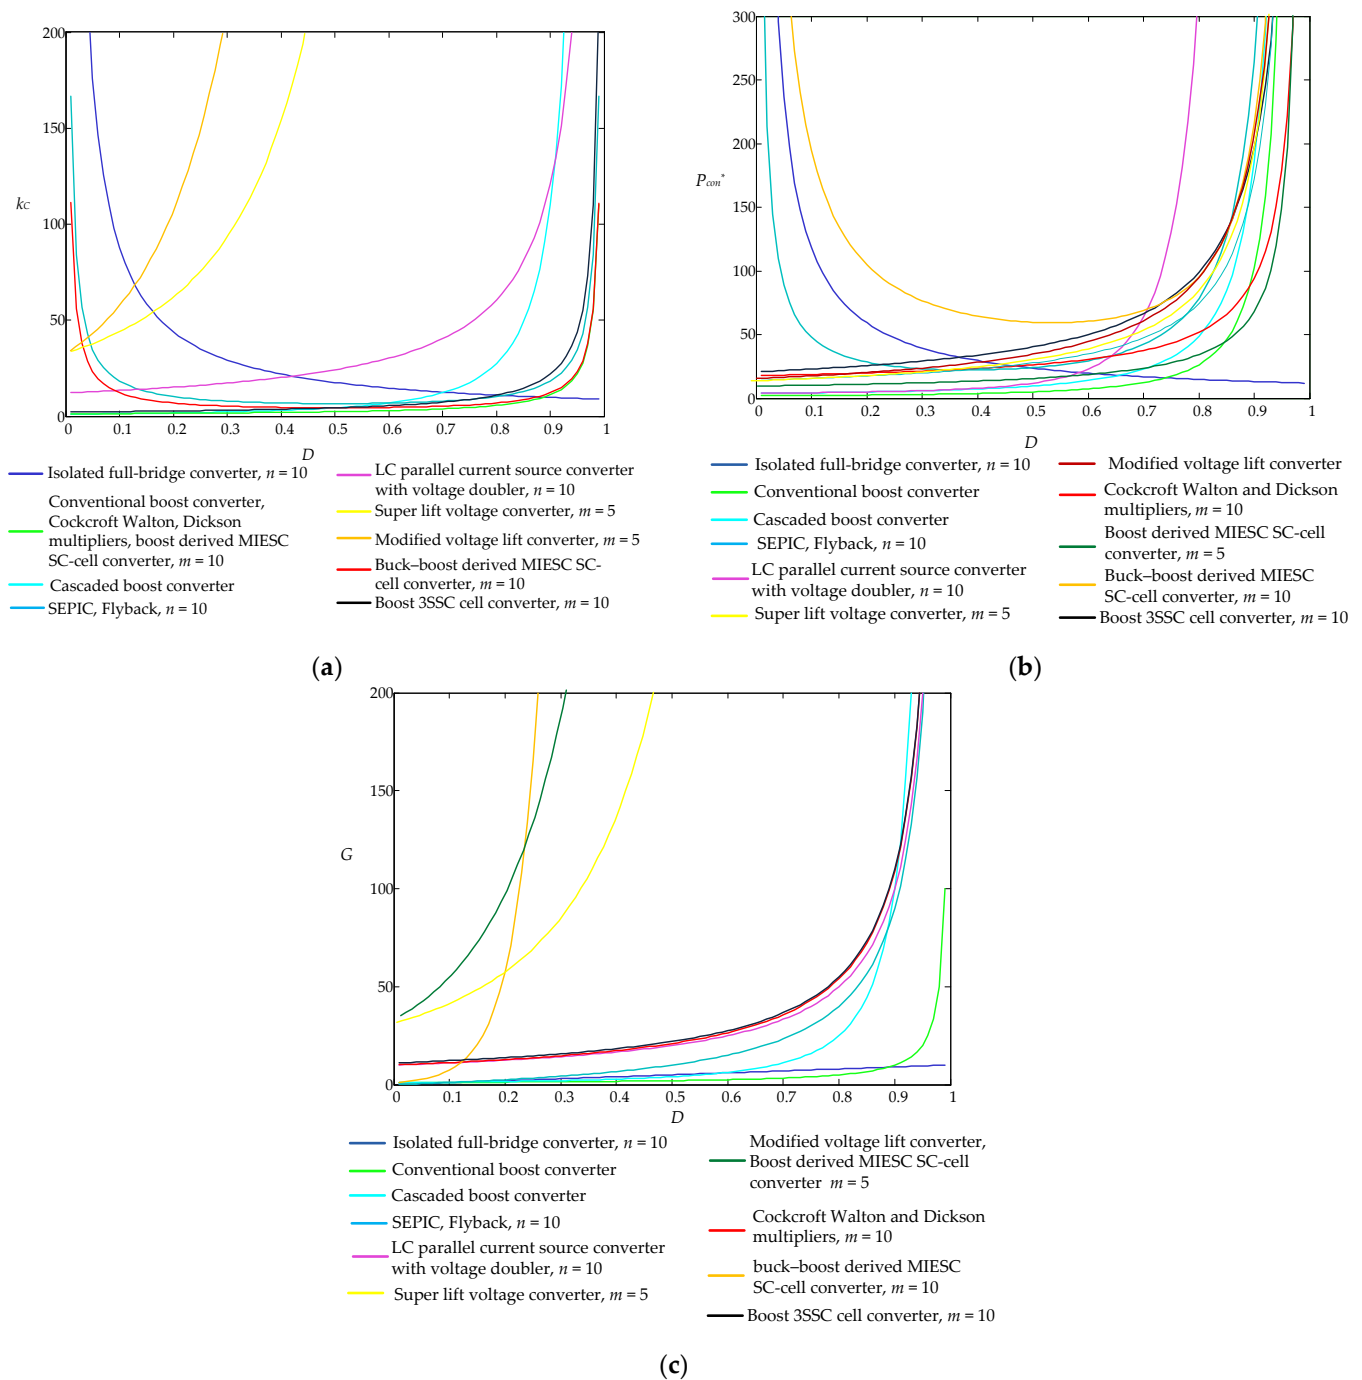 200
150
100
50
0
kC
0 0.1 0.2 0.3 0.4 0.5 0.6 0.7 0.8 0.9 1
D
Isolated full-bridge converter, n = 10
Conventional boost converter,
Cockcroft Walton, Dickson
multipliers, boost derived MIESC
SC-cell converter, m = 10
Cascaded boost converter
SEPIC, Flyback, n = 10
LC parallel current source converter
with voltage doubler, n = 10
Super lift voltage converter, m = 5
Modified voltage lift converter, m = 5
Buck–boost derived MIESC SC-
cell converter, m = 10
Boost 3SSC cell converter, m = 10
(a)
300
250
200
150
100
50
0
Pcon*
0 0.1 0.2 0.3 0.4 0.5 0.6 0.7 0.8 0.9 1
D
Isolated full-bridge converter, n = 10
Conventional boost converter
Cascaded boost converter
SEPIC, Flyback, n = 10
LC parallel current source converter
with voltage doubler, n = 10
Super lift voltage converter, m = 5
Modified voltage lift converter
Cockcroft Walton and Dickson
multipliers, m = 10
Boost derived MIESC SC-cell
converter, m = 5
Buck–boost derived MIESC
SC-cell converter, m = 10
Boost 3SSC cell converter, m = 10
(b)
200
150
100
50
0
G
0 0.1 0.2 0.3 0.4 0.5 0.6 0.7 0.8 0.9 1
D
Isolated full-bridge converter, n = 10
Conventional boost converter
Cascaded boost converter
SEPIC, Flyback, n = 10
LC parallel current source converter
with voltage doubler, n = 10
Super lift voltage converter, m = 5
Modified voltage lift converter,
Boost derived MIESC SC-cell
converter m = 5
Cockcroft Walton and Dickson
multipliers, m = 10
buck–boost derived MIESC
SC-cell converter, m = 10
Boost 3SSC cell converter, m = 10
(c)